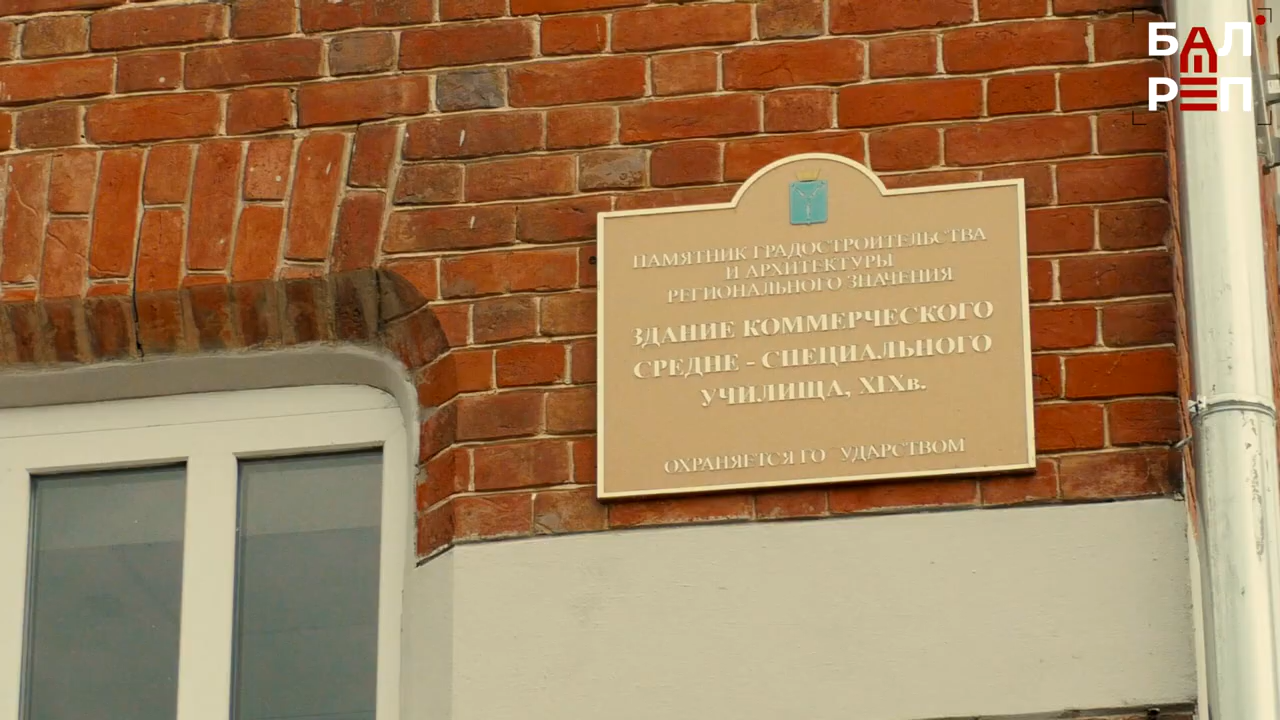 БАЛ
РЕП
ПАМЯТНИК ГРАДОСТРОИТЕЛЬСТВА
И АРХИТЕКТУРЫ
РЕГИОНАЛЬНОГО ЗНАЧЕНИЯ
ЗДАНИЕ КОММЕРЧЕСКОГО
СРЕДНЕ - СПЕЦИАЛЬНОГО
УЧИЛИЩА, XIXв.
ОХРАНЯЕТСЯ ГО УДАРСТВОМ